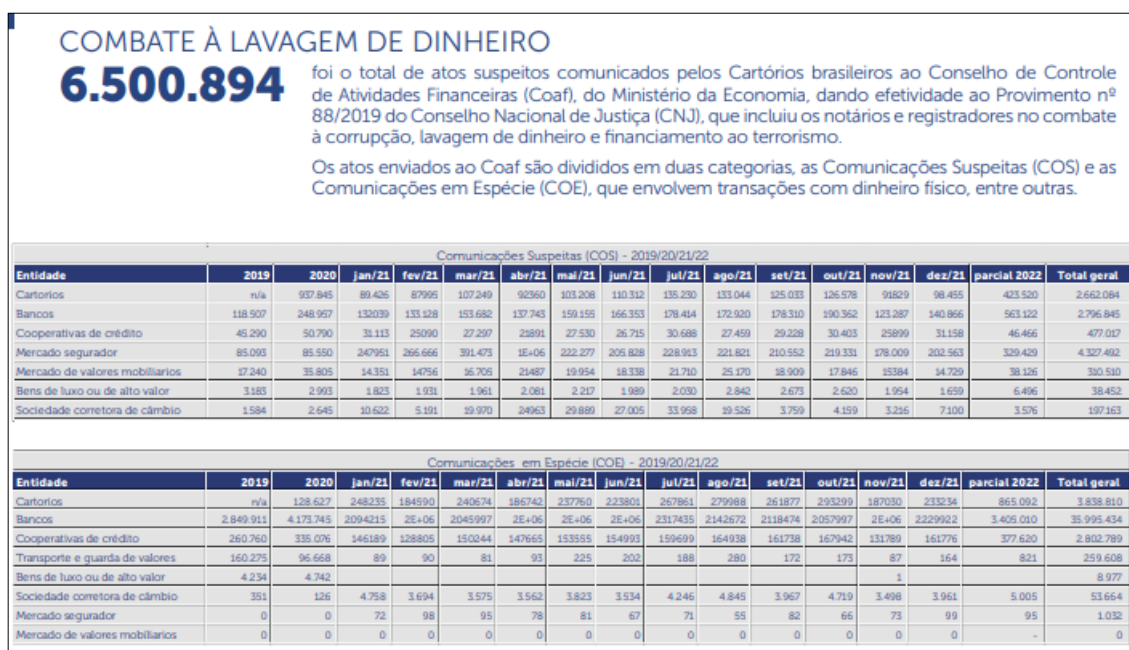 COMBATE À LAVAGEM DE DINHEIRO
6.500.894
foi o total de atos suspeitos comunicados pelos Cartórios brasileiros ao Conselho de Controle
de Atividades Financeiras (Coaf), do Ministério da Economia, dando efetividade ao Provimento nº
88/2019 do Conselho Nacional de Justiça (CNJ), que incluiu os notários e registradores no combate
à corrupção, lavagem de dinheiro e financiamento ao terrorismo.
Os atos enviados ao Coaf são divididos em duas categorias, as Comunicações Suspeitas (COS) e as
Comunicações em Espécie (COE), que envolvem transações com dinheiro físico, entre outras.
Comunicações Suspeitas (COS) - 2019/20/21/22
Entidade 2019 2020 jan/21 fev/21 mar/21 abr/21 mai/21 jun/21 jul/21 ago/21 set/21 out/21 nov/21 dez/21 parcial 2022 Total geral
Cartorios n/a 937.845 89.426 87995 107.249 92360 103.208 110.312 135.230 133.044 125.033 126.578 91829 98.455 423.520 2.662.084
Bancos 118.507 248.957 132039 133.128 153.682 137.743 159.155 166.353 178.414 172.920 178.310 190.362 123.287 140.866 563.122 2.796.845
Cooperativas de crédito 45.290 50.790 31.113 25090 27.297 21891 27.530 26.715 30.688 27.459 29.228 30.403 25899 31.158 46.466 477.017
Mercado segurador 85.093 85.550 247951 266.666 391.473 1E+06 222.277 205.828 228.913 221.821 210.552 219.331 178.009 202.563 329.429 4.327.492
Mercado de valores mobiliarios 17.240 35.805 14.351 14756 16.705 21487 19.954 18.338 21.710 25.170 18.909 17.846 15384 14.729 38.126 310.510
Bens de luxo ou de alto valor 3.183 2.993 1.823 1.931 1.961 2.081 2.217 1.989 2.030 2.842 2.673 2.620 1.954 1.659 6.496 38.452
Sociedade corretora de câmbio 1.584 2.645 10.622 5.191 19.970 24963 29.889 27.005 33.958 19.526 3.759 4.159 3.216 7.100 3.576 197.163
Comunicações em Espécie (COE) - 2019/20/21/22
Entidade 2019 2020 jan/21 fev/21 mar/21 abr/21 mai/21 jun/21 jul/21 ago/21 set/21 out/21 nov/21 dez/21 parcial 2022 Total geral
Cartorios n/a 128.627 248235 184590 240674 186742 237760 223801 267861 279988 261877 293299 187030 233234 865.092 3.838.810
Bancos 2.849.911 4.173.745 2094215 2E+06 2045997 2E+06 2E+06 2E+06 2317435 2142672 2118474 2057997 2E+06 2229922 3.405.010 35.995.434
Cooperativas de crédito 260.760 335.076 146189 128805 150244 147665 153555 154993 159699 164938 161738 167942 131789 161776 377.620 2.802.789
Transporte e guarda de valores 160.275 96.668 89 90 81 93 225 202 188 280 172 173 87 164 821 259.608
Bens de luxo ou de alto valor 4.234 4.742 1 8.977
Sociedade corretora de câmbio 351 126 4.758 3.694 3.575 3.562 3.823 3.534 4.246 4.845 3.967 4.719 3.498 3.961 5.005 53.664
Mercado segurador 0 0 72 98 95 78 81 67 71 55 82 66 73 99 95 1.032
Mercado de valores mobiliarios 0 0 0 0 0 0 0 0 0 0 0 0 0 0 - 0